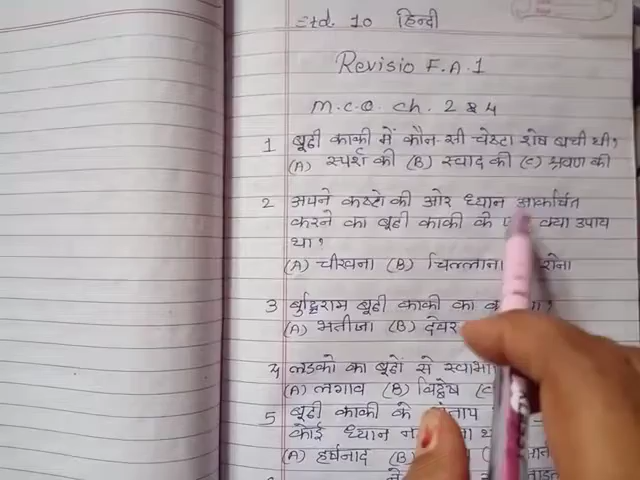 Std. 10 हिन्दी
Revisio F.A.1
M.C.Q. Ch. 2 & 4
1 बूढी काकी में कौन सी चेष्टा शेष बची थी?
(A) स्पर्श की (B) स्वाद की (C) श्रवण की
2 अपने कष्टो की ओर ध्यान आकर्षित
करने का बूढी काकी के क्या उपाय
था?
(A) चीखना (B) चिल्लाना रोना
3 बुद्धिराम बूढी काकी का
(A) भतीजा (B) देवर
4 लडको का बूढों से
(A) लगाव (B) विद्वेष (C
5 बूढी काकी के
कोई ध्यान
(A) हर्षनाद (B)